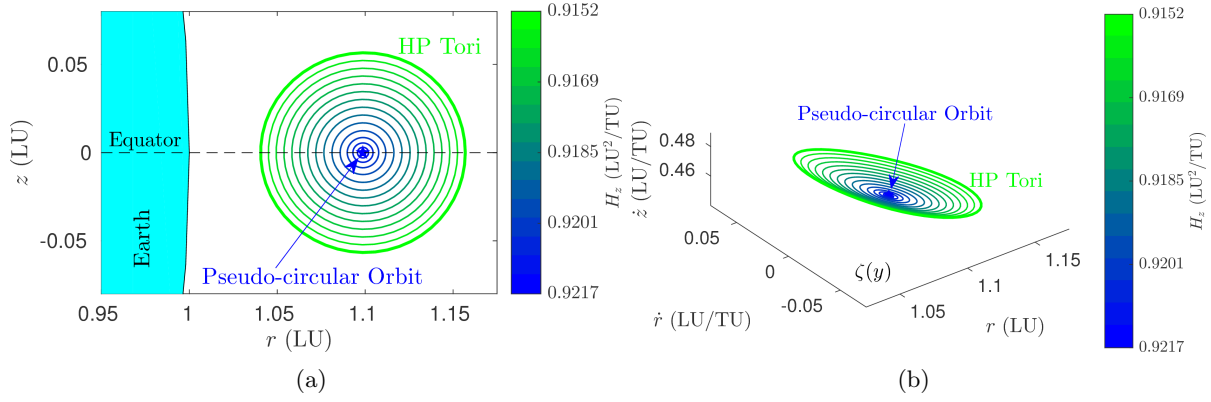 HP Tori
Equator
Earth
Pseudo-circular Orbit
z (LU)
0.05
0
-0.05
0.95
1
1.05
1.1
1.15
r (LU)
0.9152
0.9169
0.9185
0.9201
0.9217
H_z (LU²/TU)
(a)
Pseudo-circular Orbit
HP Tori
ζ(y)
ż (LU/TU)
0.48
0.46
0.05
0
-0.05
ṙ (LU/TU)
1.05
1.1
1.15
r (LU)
0.9152
0.9169
0.9185
0.9201
0.9217
H_z (LU²/TU)
(b)